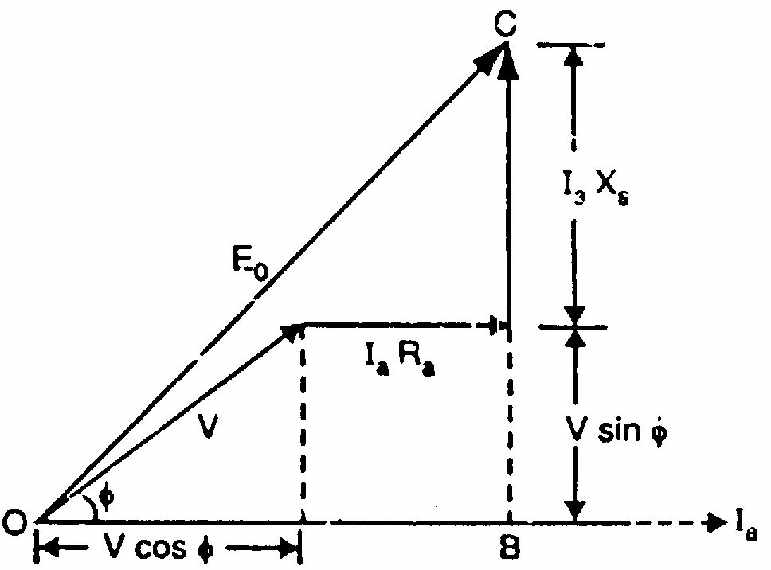 C
I₃ Xₛ
E₀
Iₐ Rₐ
V
V sin φ
φ
O
Iₐ
V cos φ
B